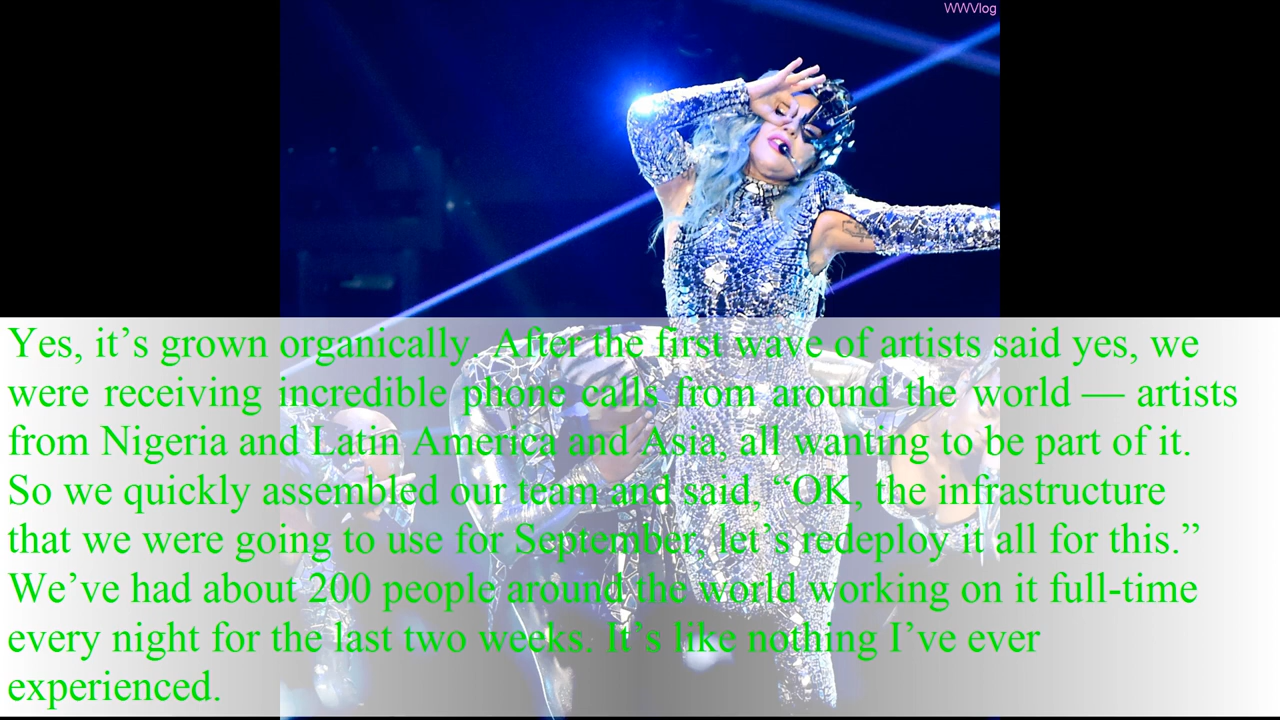 WWVlog
Yes, it’s grown organically. After the first wave of artists said yes, we
were receiving incredible phone calls from around the world — artists
from Nigeria and Latin America and Asia, all wanting to be part of it.
So we quickly assembled our team and said, “OK, the infrastructure
that we were going to use for September, let’s redeploy it all for this.”
We’ve had about 200 people around the world working on it full-time
every night for the last two weeks. It’s like nothing I’ve ever
experienced.